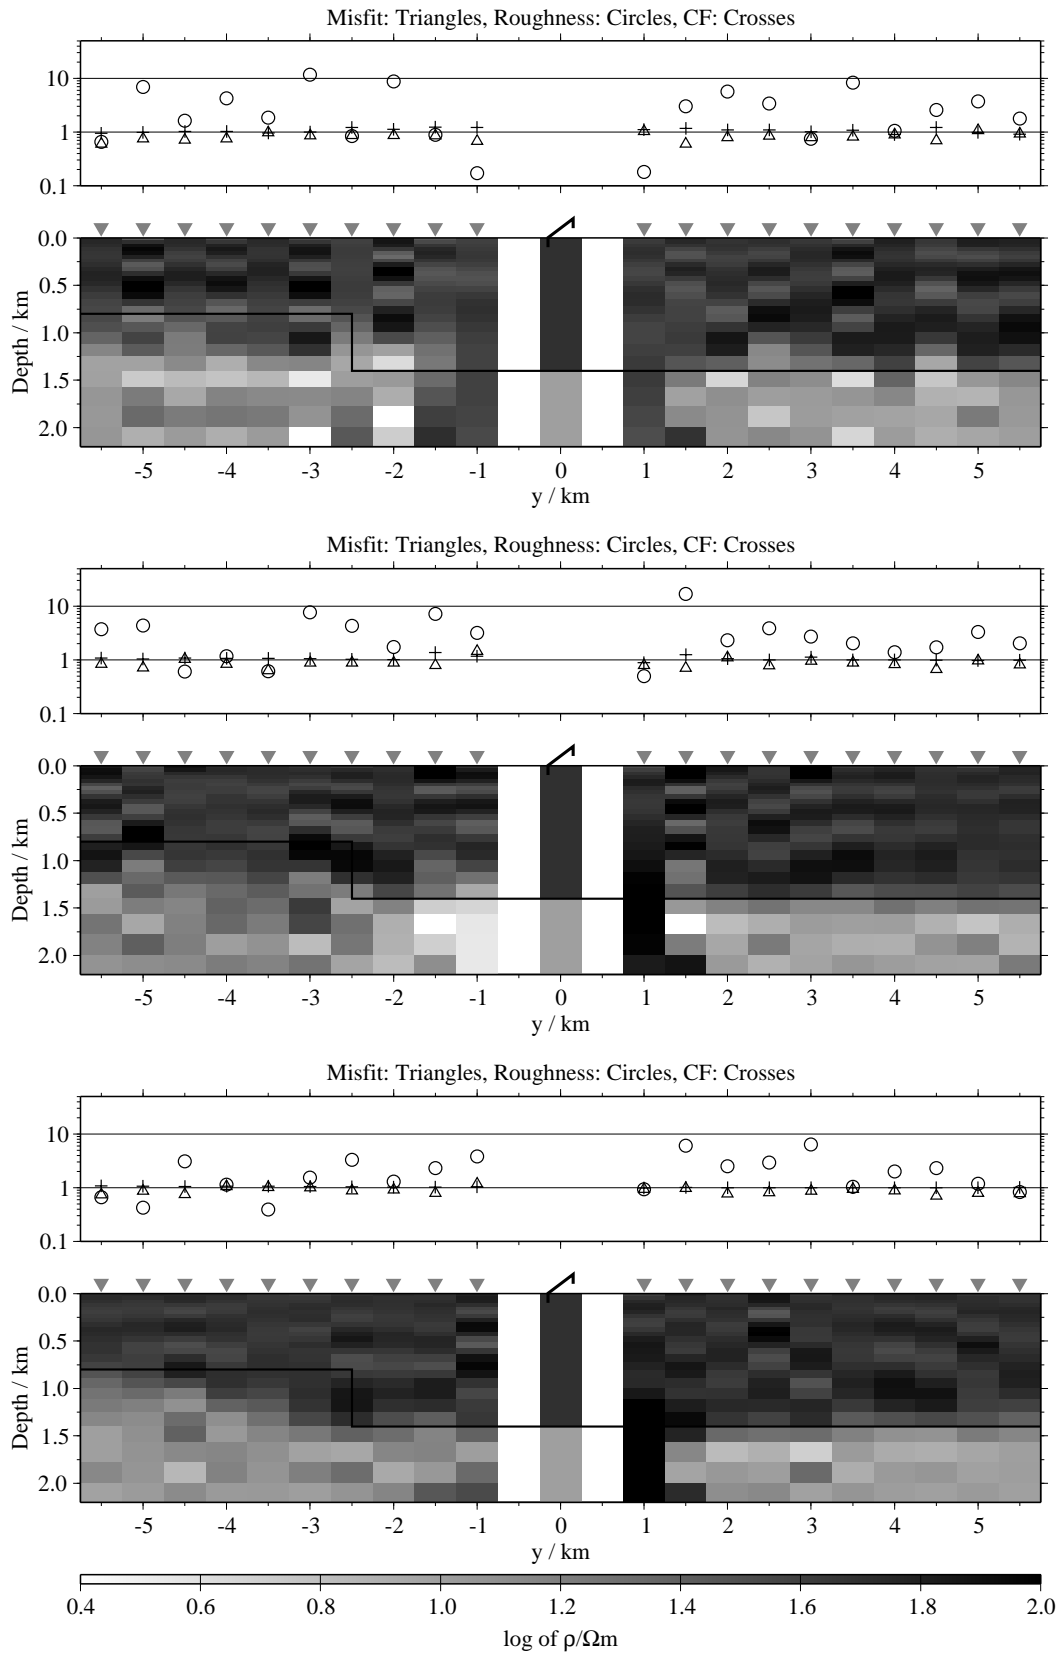 Misfit: Triangles, Roughness: Circles, CF: Crosses
10
1
0.1
0.0
0.5
1.0
1.5
2.0
Depth / km
-5 -4 -3 -2 -1 0 1 2 3 4 5
y / km
Misfit: Triangles, Roughness: Circles, CF: Crosses
10
1
0.1
0.0
0.5
1.0
1.5
2.0
Depth / km
-5 -4 -3 -2 -1 0 1 2 3 4 5
y / km
Misfit: Triangles, Roughness: Circles, CF: Crosses
10
1
0.1
0.0
0.5
1.0
1.5
2.0
Depth / km
-5 -4 -3 -2 -1 0 1 2 3 4 5
y / km
0.4 0.6 0.8 1.0 1.2 1.4 1.6 1.8 2.0
log of ρ/Ωm